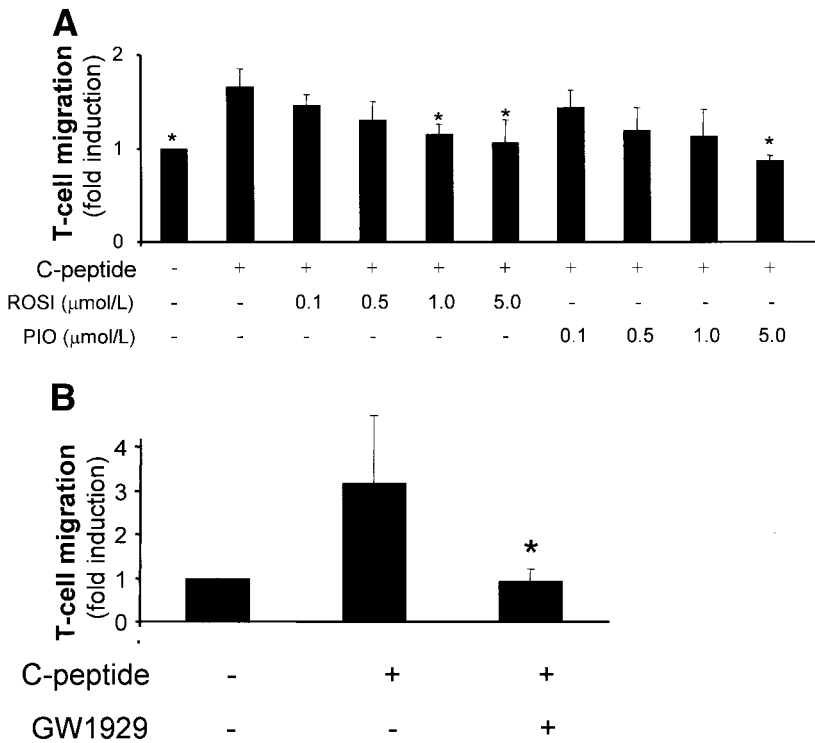 A
T-cell migration
(fold induction)
2
1
0
*
*
*
*
C-peptide - + + + + + + + + +
ROSI (μmol/L) - - 0.1 0.5 1.0 5.0 - - - -
PIO (μmol/L) - - - - - - 0.1 0.5 1.0 5.0
B
T-cell migration
(fold induction)
4
3
2
1
0
*
C-peptide - + +
GW1929 - - +